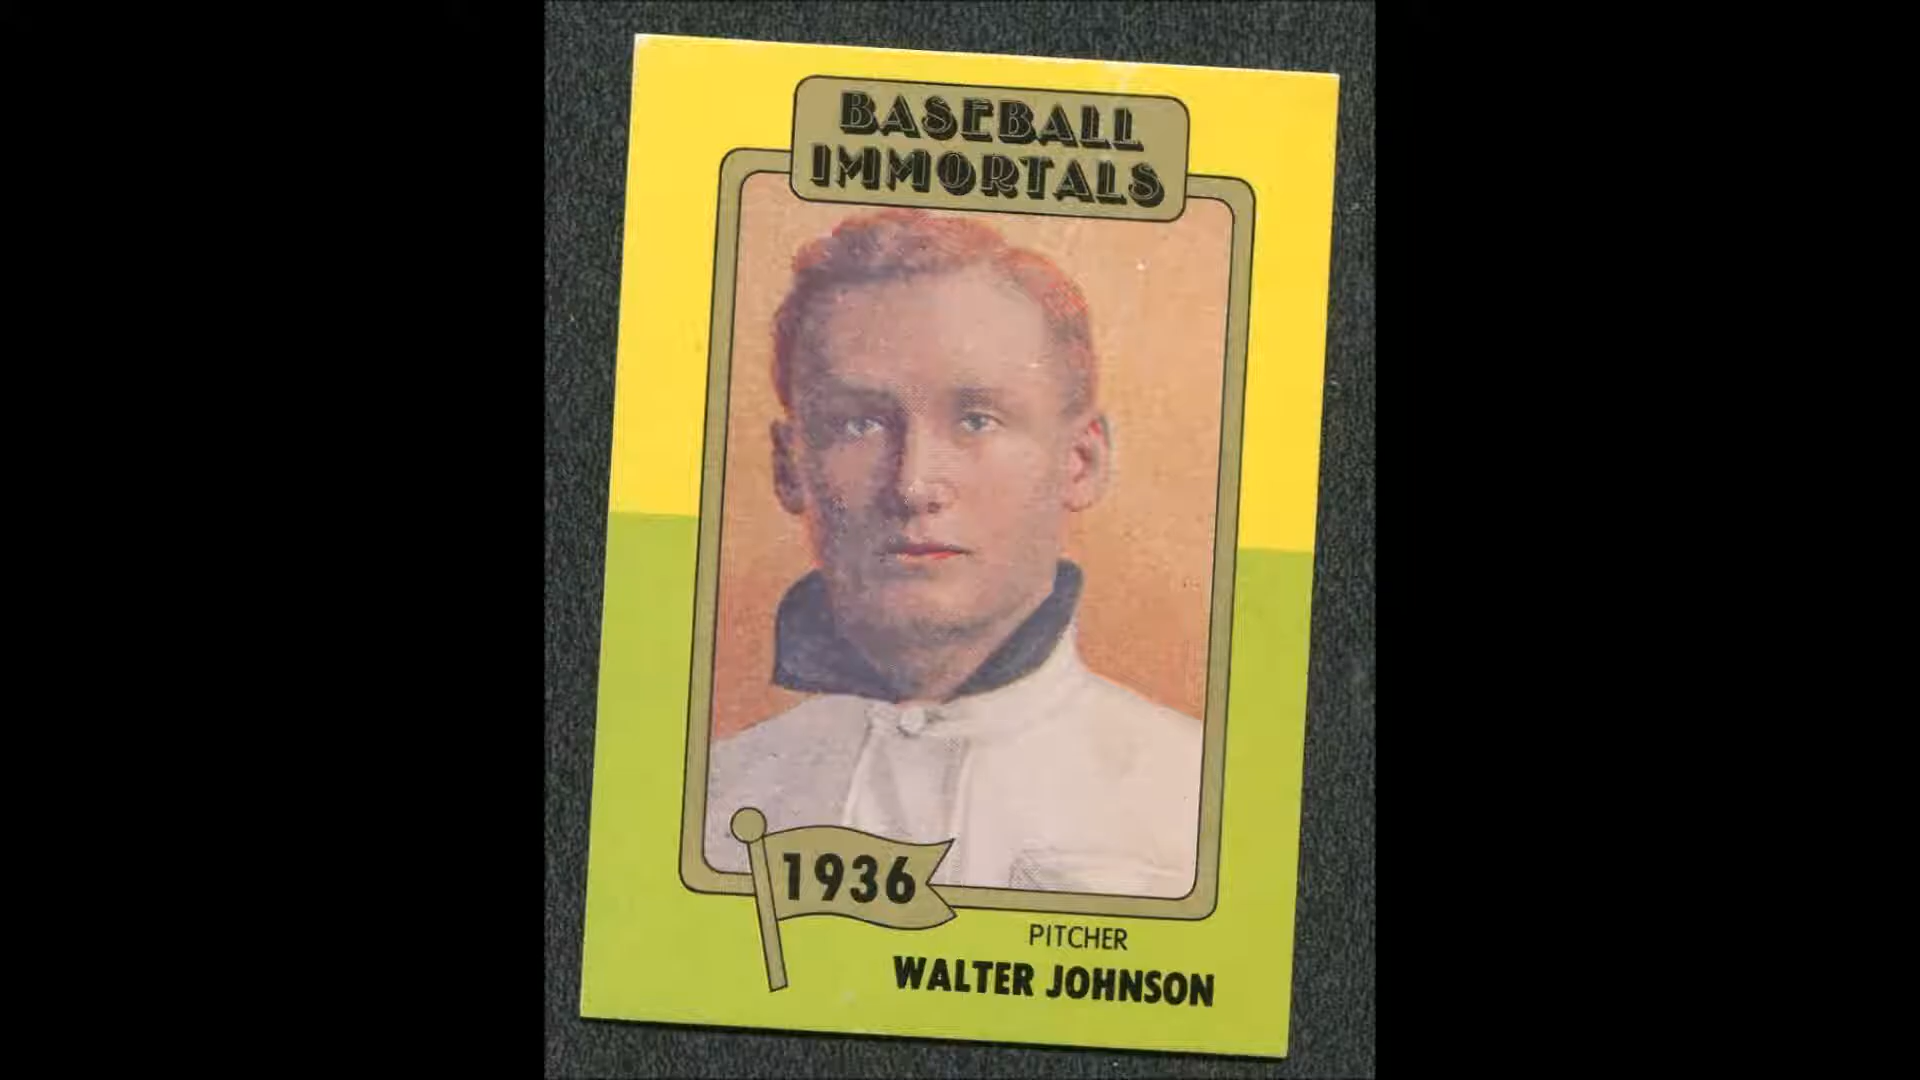 BASEBALL
IMMORTALS
1936
PITCHER
WALTER JOHNSON